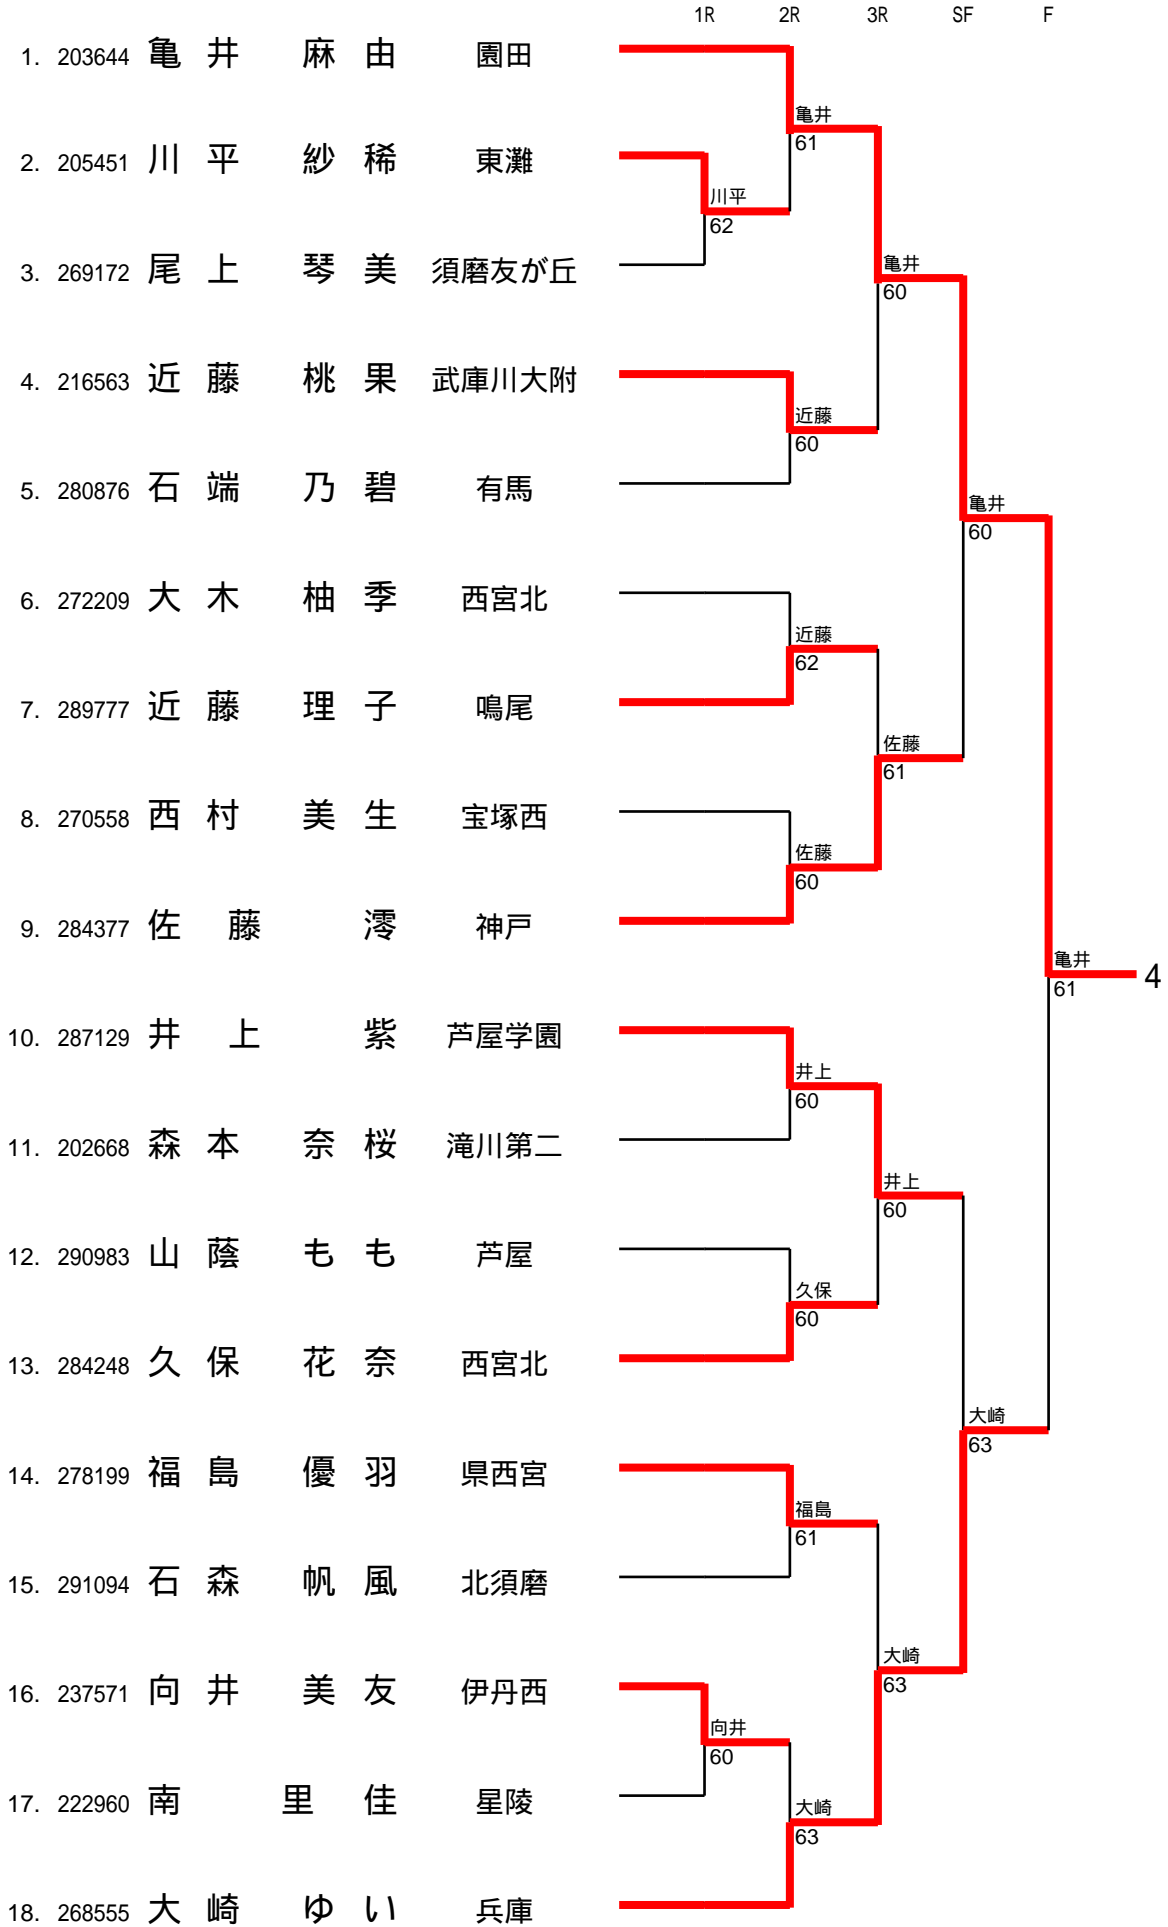 1R 2R 3R SF F
1. 203644 亀井 麻由 園田
亀井
61
2. 205451 川平 紗稀 東灘
川平
62
3. 269172 尾上 琴美 須磨友が丘
亀井
60
4. 216563 近藤 桃果 武庫川大附
近藤
60
5. 280876 石端 乃碧 有馬
亀井
60
6. 272209 大木 柚季 西宮北
近藤
62
7. 289777 近藤 理子 鳴尾
佐藤
61
8. 270558 西村 美生 宝塚西
佐藤
60
9. 284377 佐藤 澪 神戸
亀井
61
4
10. 287129 井上 紫 芦屋学園
井上
60
11. 202668 森本 奈桜 滝川第二
井上
60
12. 290983 山蔭 もも 芦屋
久保
60
13. 284248 久保 花奈 西宮北
大崎
63
14. 278199 福島 優羽 県西宮
福島
61
15. 291094 石森 帆風 北須磨
大崎
63
16. 237571 向井 美友 伊丹西
向井
60
17. 222960 南 里佳 星陵
大崎
63
18. 268555 大崎 ゆい 兵庫